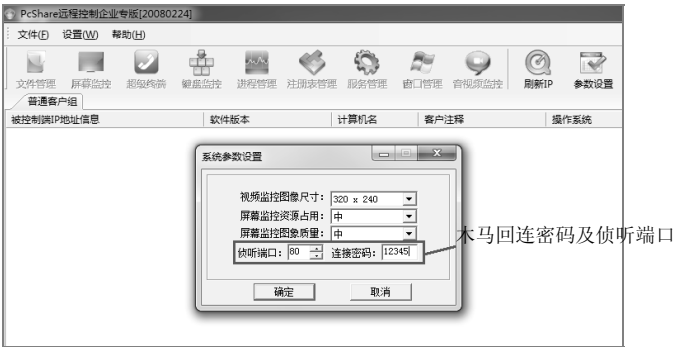 PcShare远程控制企业专版[20080224]
文件(F) 设置(W) 帮助(H)
文件管理 屏幕监控 超级终端 键盘监控 进程管理 注册表管理 服务管理 窗口管理 音视频监控 刷新IP 参数设置
普通客户组
被控制端IP地址信息 软件版本 计算机名 客户注释 操作系统
系统参数设置
视频监控图像尺寸: 320 x 240
屏幕监控资源占用: 中
屏幕监控图象质量: 中
侦听端口: 80 连接密码: 12345
木马回连密码及侦听端口
确定 取消